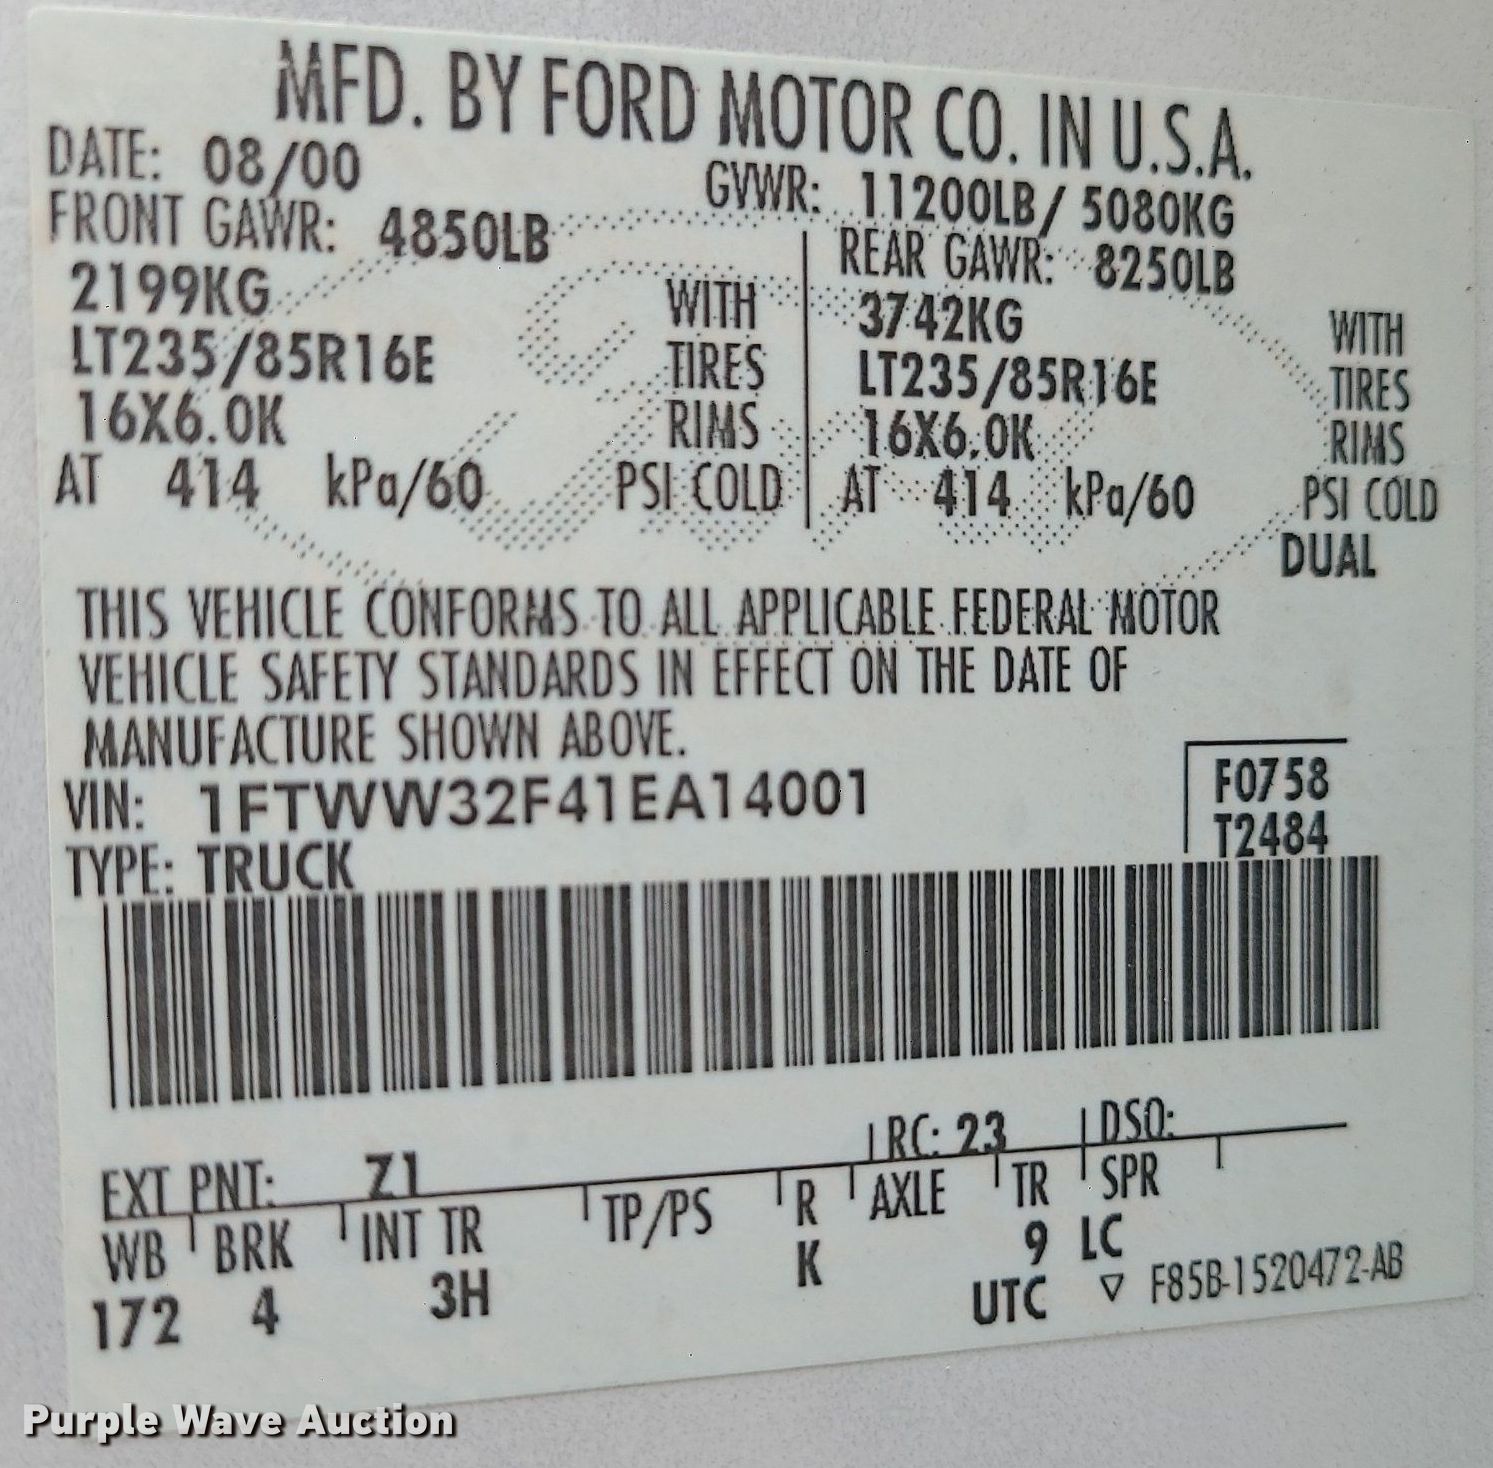 MFD. BY FORD MOTOR CO. IN U.S.A.
DATE: 08/00 GVWR: 11200LB/ 5080KG
FRONT GAWR: 4850LB REAR GAWR: 8250LB
2199KG WITH 3742KG WITH
LT235/85R16E TIRES LT235/85R16E TIRES
16X6.0K RIMS 16X6.0K RIMS
AT 414 kPa/60 PSI COLD AT 414 kPa/60 PSI COLD
DUAL
THIS VEHICLE CONFORMS TO ALL APPLICABLE FEDERAL MOTOR
VEHICLE SAFETY STANDARDS IN EFFECT ON THE DATE OF
MANUFACTURE SHOWN ABOVE.
VIN: 1FTWW32F41EA14001 F0758
TYPE: TRUCK T2484
EXT PNT: Z1 RC: 23 DSO:
WB BRK INT TR TP/PS R AXLE TR SPR
172 4 3H K 9 LC
UTC ▽ F85B-1520472-AB
Purple Wave Auction